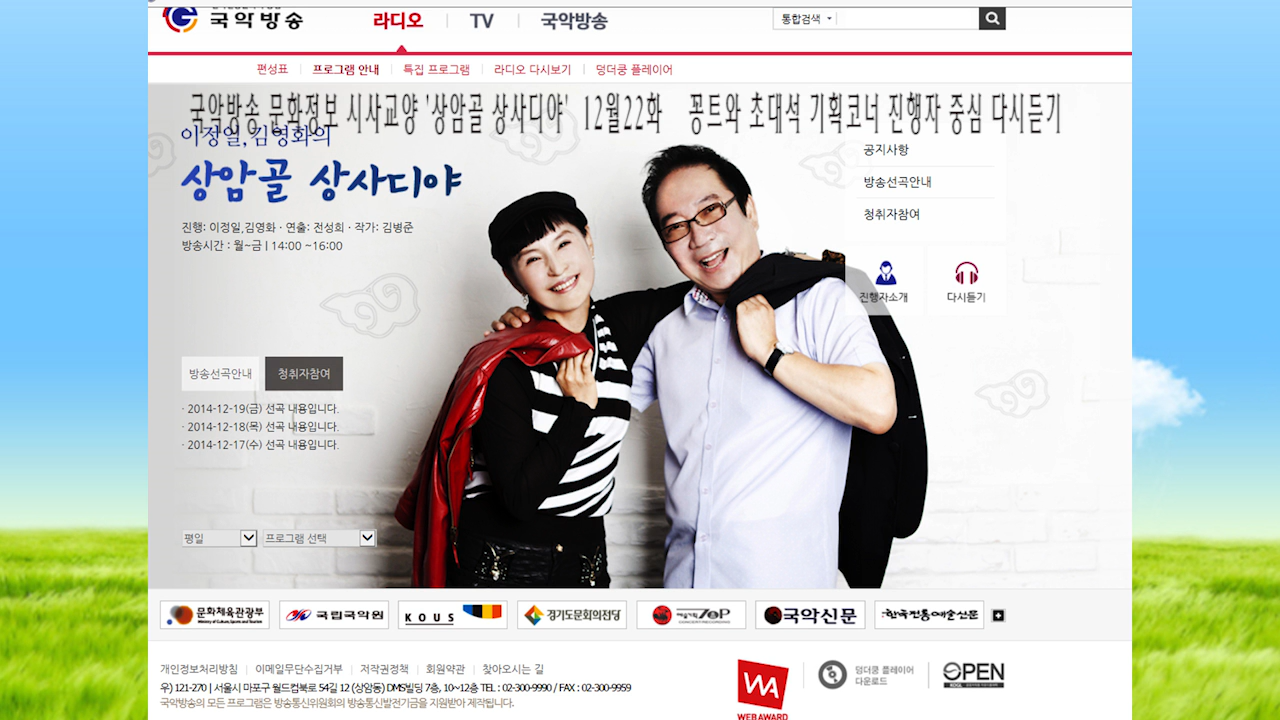 국악방송
라디오 | TV | 국악방송
통합검색
편성표 | 프로그램 안내 | 특집 프로그램 | 라디오 다시보기 | 덩더쿵 플레이어
국악방송 문화정보 시사교양 '상암골 상사디야' 12월22화 꽁트와 초대석 기획코너 진행자 중심 다시듣기
이정일, 김영화의
상암골 상사디야
진행: 이정일,김영화 · 연출: 전성희 · 작가: 김병준
방송시간 : 월~금 | 14:00 ~16:00
공지사항
방송선곡안내
청취자참여
진행자소개
다시듣기
방송선곡안내
청취자참여
· 2014-12-19(금) 선곡 내용입니다.
· 2014-12-18(목) 선곡 내용입니다.
· 2014-12-17(수) 선곡 내용입니다.
평일
프로그램 선택
문화체육관광부
Ministry of Culture, Sports and Tourism
국립국악원
KOUS
경기도문화의전당
예술기획 TOP
국악신문
한국전통예술신문
개인정보처리방침 | 이메일무단수집거부 | 저작권정책 | 회원약관 | 찾아오시는 길
우) 121-270 | 서울시 마포구 월드컵북로 54길 12 (상암동) DMS빌딩 7층, 10~12층 TEL : 02-300-9990 / FAX : 02-300-9959
국악방송의 모든 프로그램은 방송통신위원회의 방송통신발전기금을 지원받아 제작됩니다.
WA
WEB AWARD
덩더쿵 플레이어
다운로드
OPEN